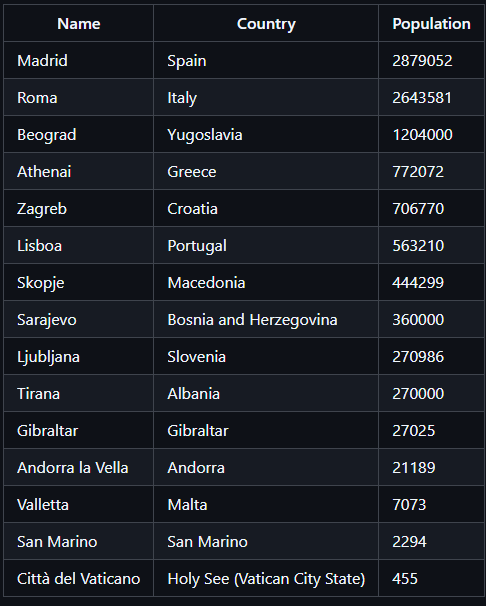 Name Country Population
Madrid Spain 2879052
Roma Italy 2643581
Beograd Yugoslavia 1204000
Athenai Greece 772072
Zagreb Croatia 706770
Lisboa Portugal 563210
Skopje Macedonia 444299
Sarajevo Bosnia and Herzegovina 360000
Ljubljana Slovenia 270986
Tirana Albania 270000
Gibraltar Gibraltar 27025
Andorra la Vella Andorra 21189
Valletta Malta 7073
San Marino San Marino 2294
Città del Vaticano Holy See (Vatican City State) 455